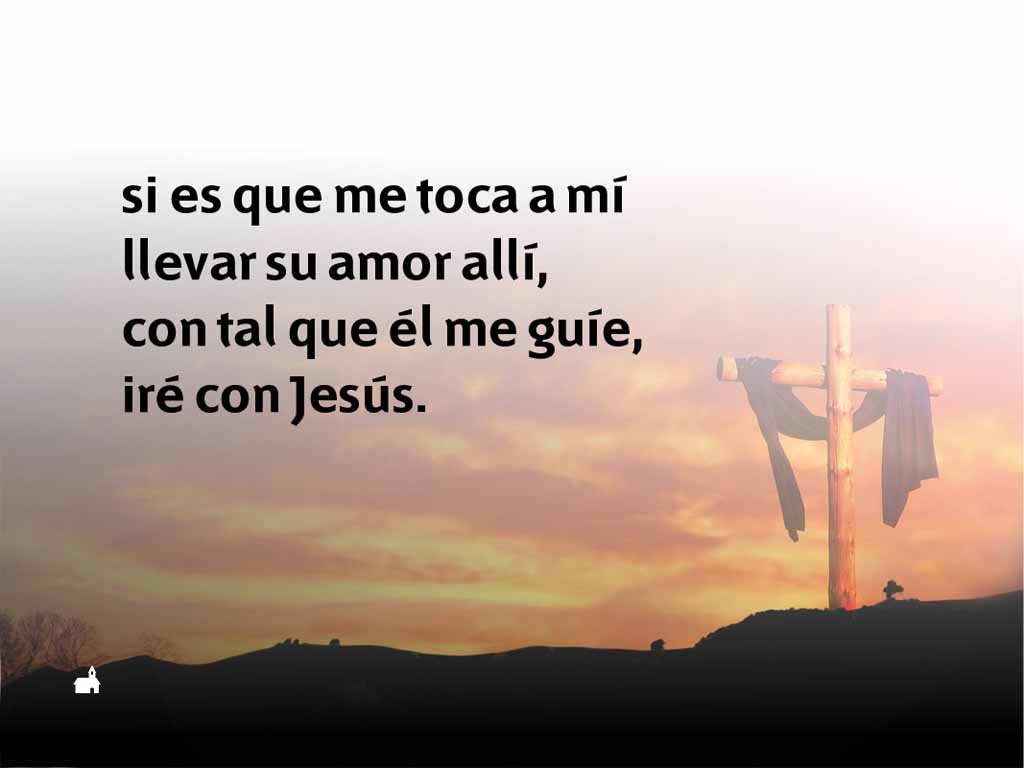 si es que me toca a mí
llevar su amor allí,
con tal que él me guíe,
iré con Jesús.